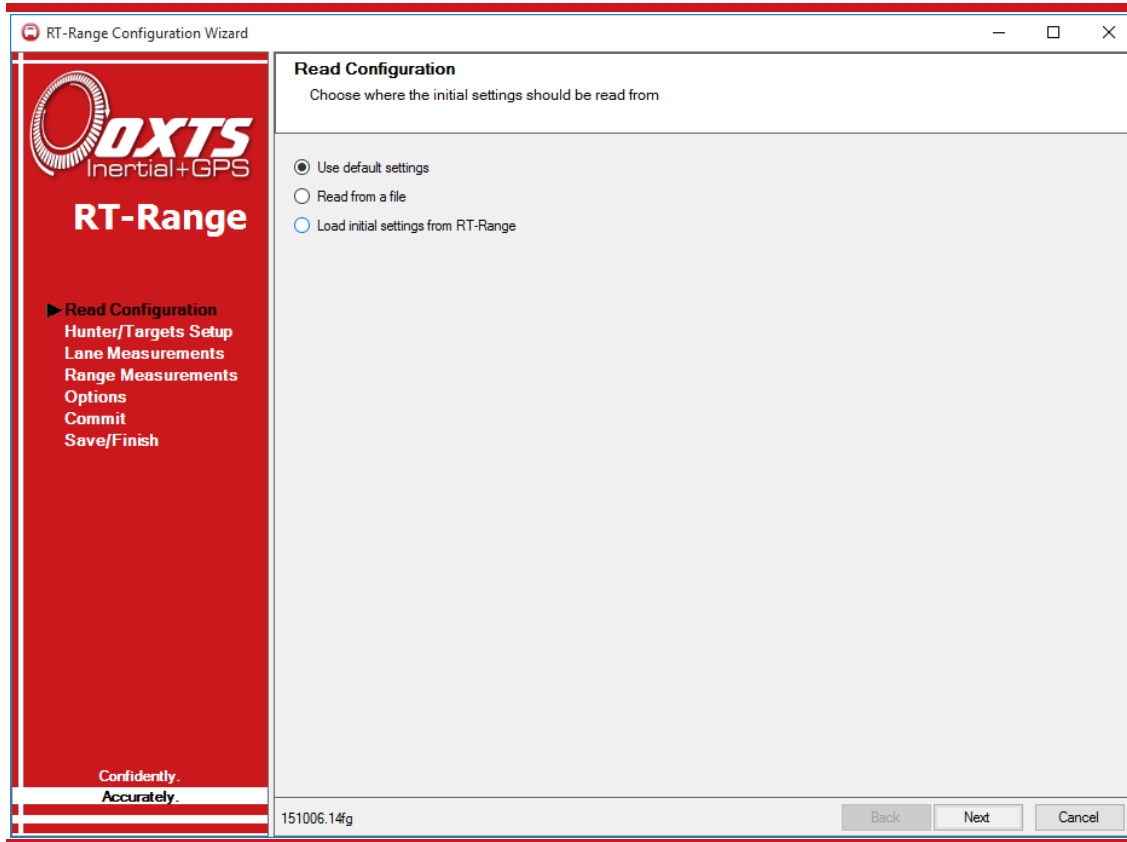 RT-Range Configuration Wizard
OXTS
Inertial+GPS
RT-Range
Read Configuration
Hunter/Targets Setup
Lane Measurements
Range Measurements
Options
Commit
Save/Finish
Confidently.
Accurately.
Read Configuration
Choose where the initial settings should be read from
Use default settings
Read from a file
Load initial settings from RT-Range
151006.14fg
Back Next Cancel